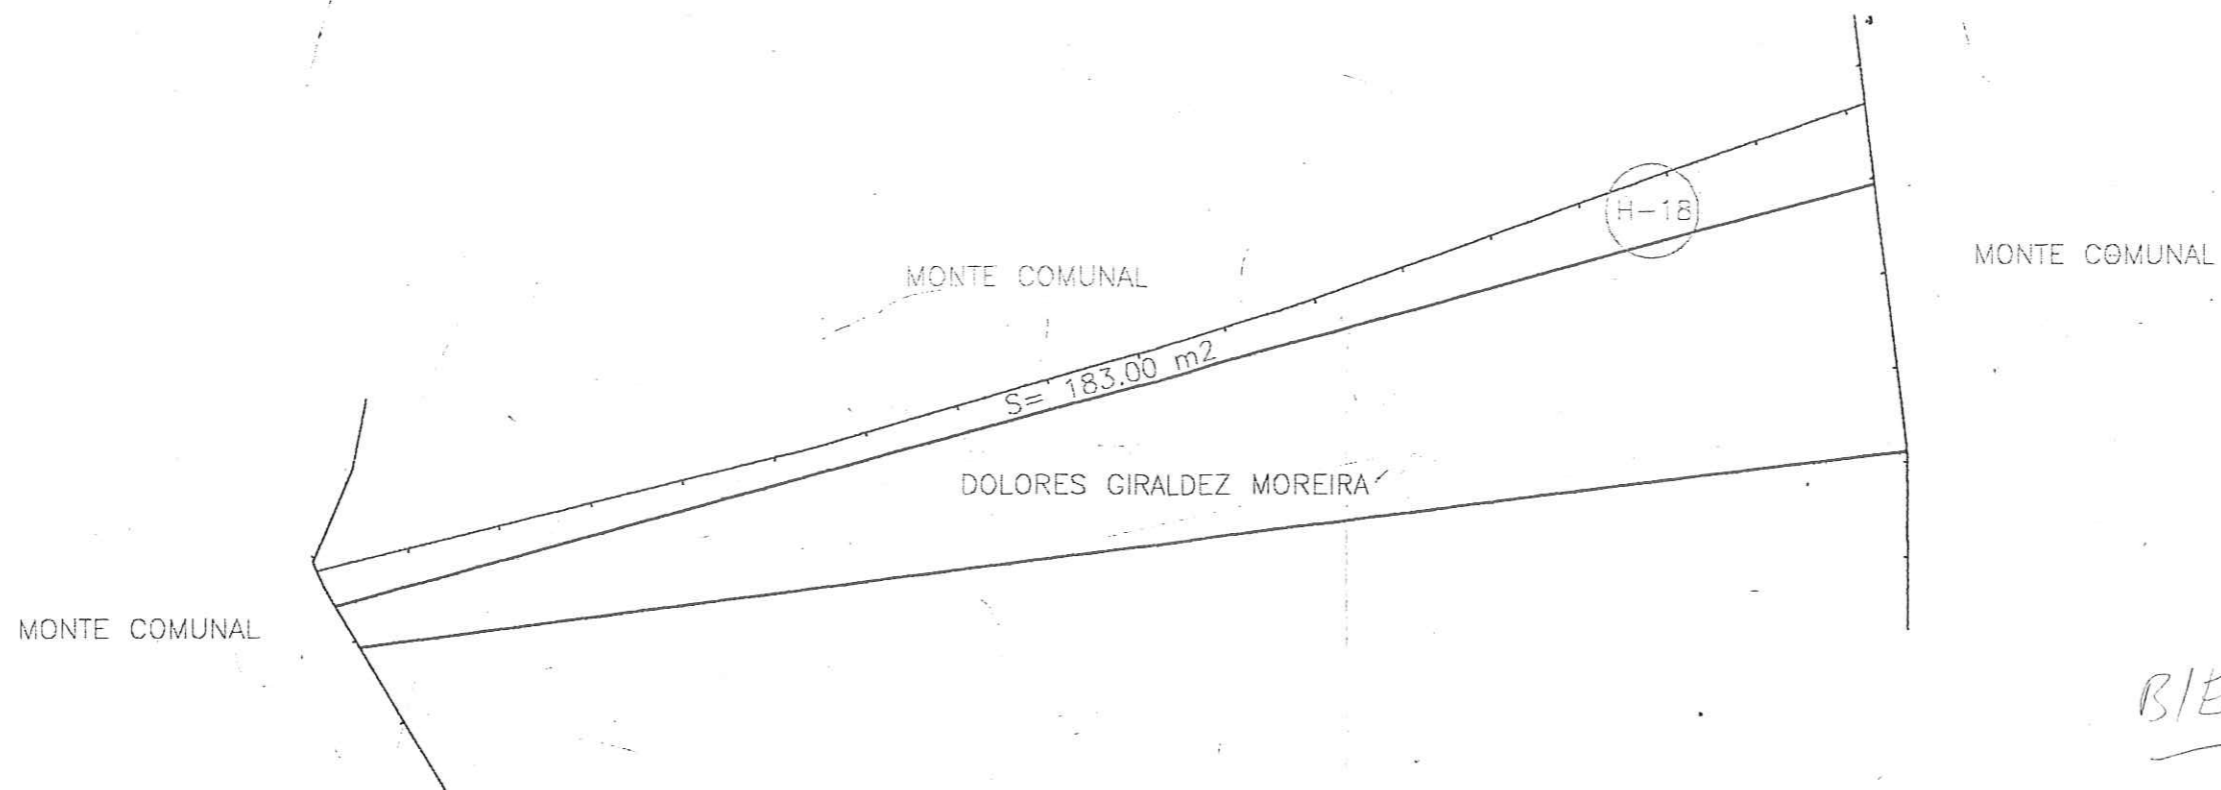 H-18
MONTE COMUNAL
MONTE COMUNAL
S= 183.00 m2
DOLORES GIRALDEZ MOREIRA
MONTE COMUNAL
B/E